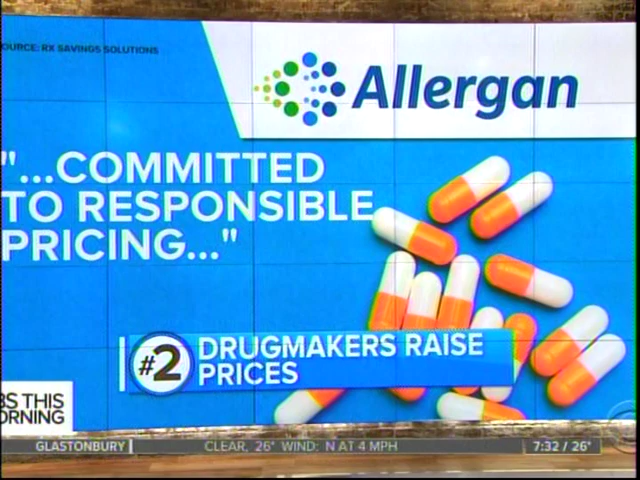 OURCE: RX SAVINGS SOLUTIONS
Allergan
"...COMMITTED
TO RESPONSIBLE
PRICING..."
#2 DRUGMAKERS RAISE
PRICES
BS THIS
ORNING
GLASTONBURY CLEAR, 26° WIND: N AT 4 MPH 7:32 / 26°